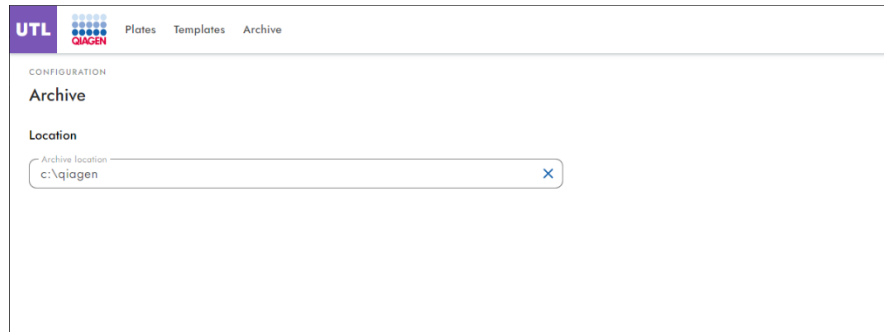 UTL QIAGEN Plates Templates Archive
CONFIGURATION
Archive
Location
Archive location
c:\qiagen